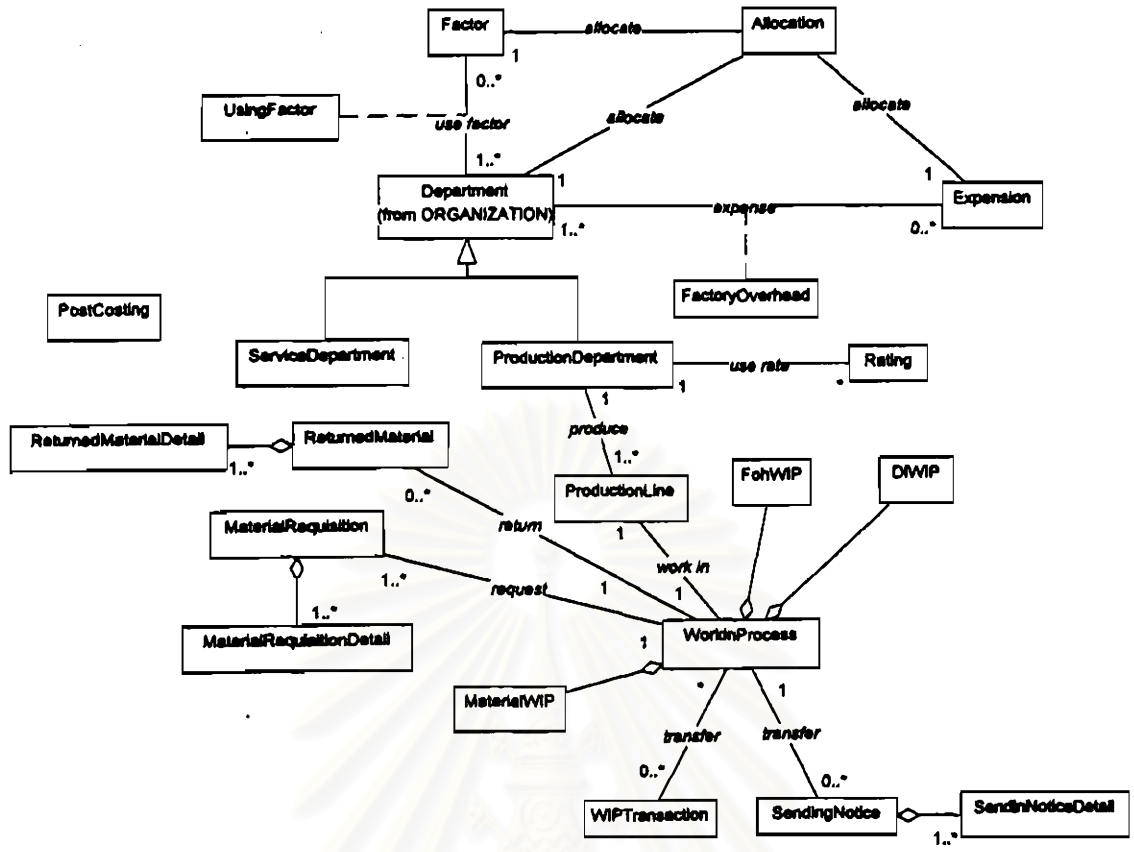 Factor
Allocation
allocate
1
0..*
UsingFactor
use factor
allocate
allocate
1..*
1
1
Department
(from ORGANIZATION)
Expension
expense
1..*
0..*
FactoryOverhead
PostCosting
ServiceDepartment
ProductionDepartment
Rating
use rate
1
1
*
produce
1..*
ReturnedMaterialDetail
ReturnedMaterial
1..*
0..*
ProductionLine
FohWIP
DlWIP
MaterialRequisition
return
1
work in
1..*
request
1
1
1..*
MaterialRequisitionDetail
WorkInProcess
1
MaterialWIP
*
1
transfer
transfer
0..*
0..*
WIPTransaction
SendingNotice
SendinNoticeDetail
1..*